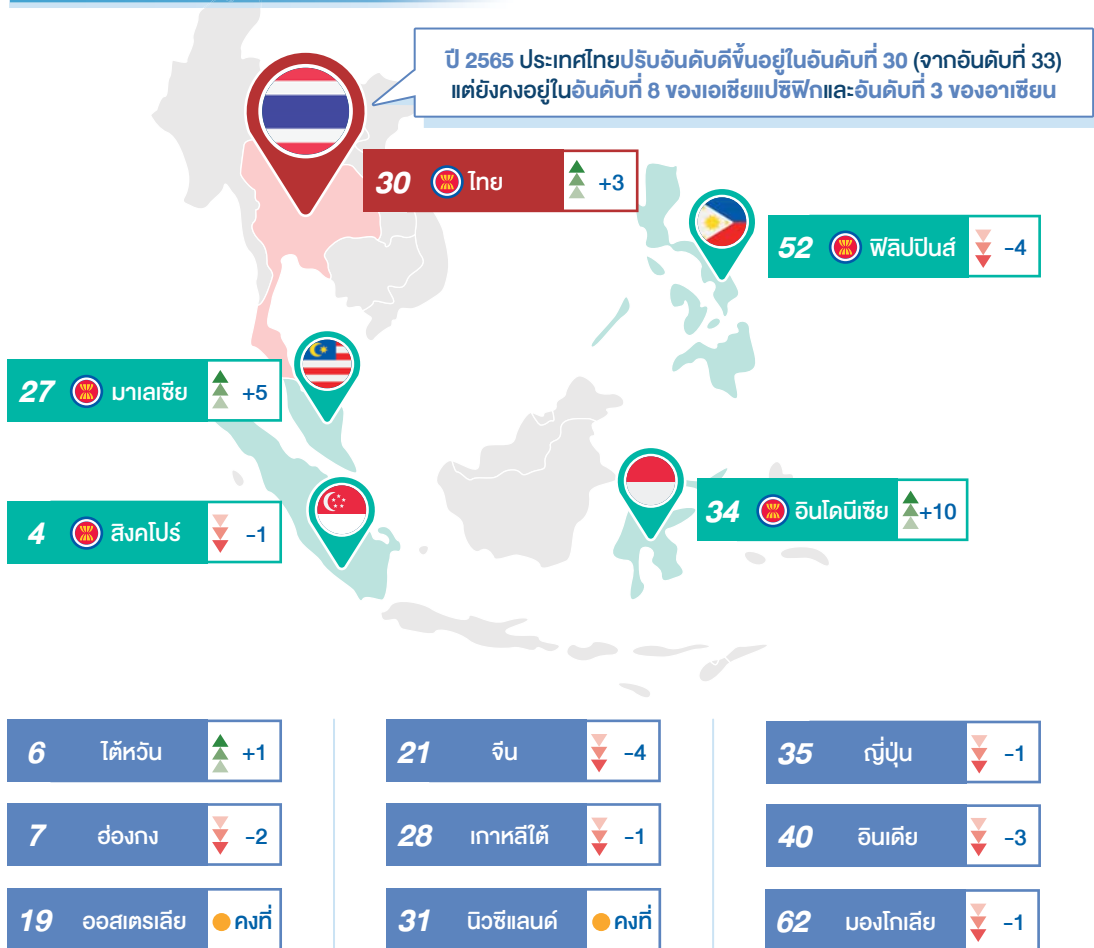 ปี 2565 ประเทศไทยปรับอันดับดีขึ้นอยู่ในอันดับที่ 30 (จากอันดับที่ 33)
แต่ยังคงอยู่ในอันดับที่ 8 ของเอเชียแปซิฟิกและอันดับที่ 3 ของอาเซียน
30 ไทย +3
52 ฟิลิปปินส์ -4
27 มาเลเซีย +5
4 สิงคโปร์ -1
34 อินโดนีเซีย +10
6 ไต้หวัน +1
21 จีน -4
35 ญี่ปุ่น -1
7 ฮ่องกง -2
28 เกาหลีใต้ -1
40 อินเดีย -3
19 ออสเตรเลีย คงที่
31 นิวซีแลนด์ คงที่
62 มองโกเลีย -1